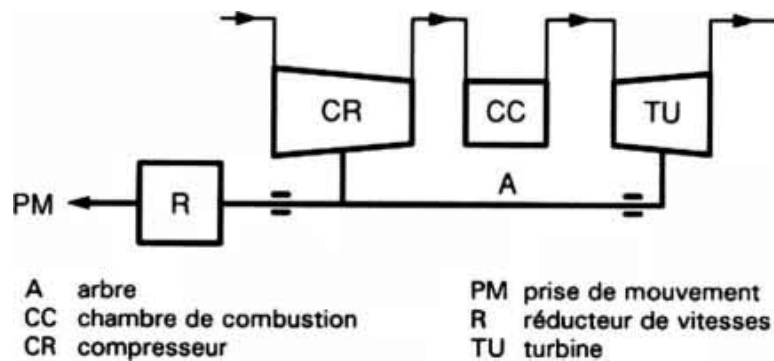 CR
CC
TU
A
PM
R
A arbre
CC chambre de combustion
CR compresseur
PM prise de mouvement
R réducteur de vitesses
TU turbine